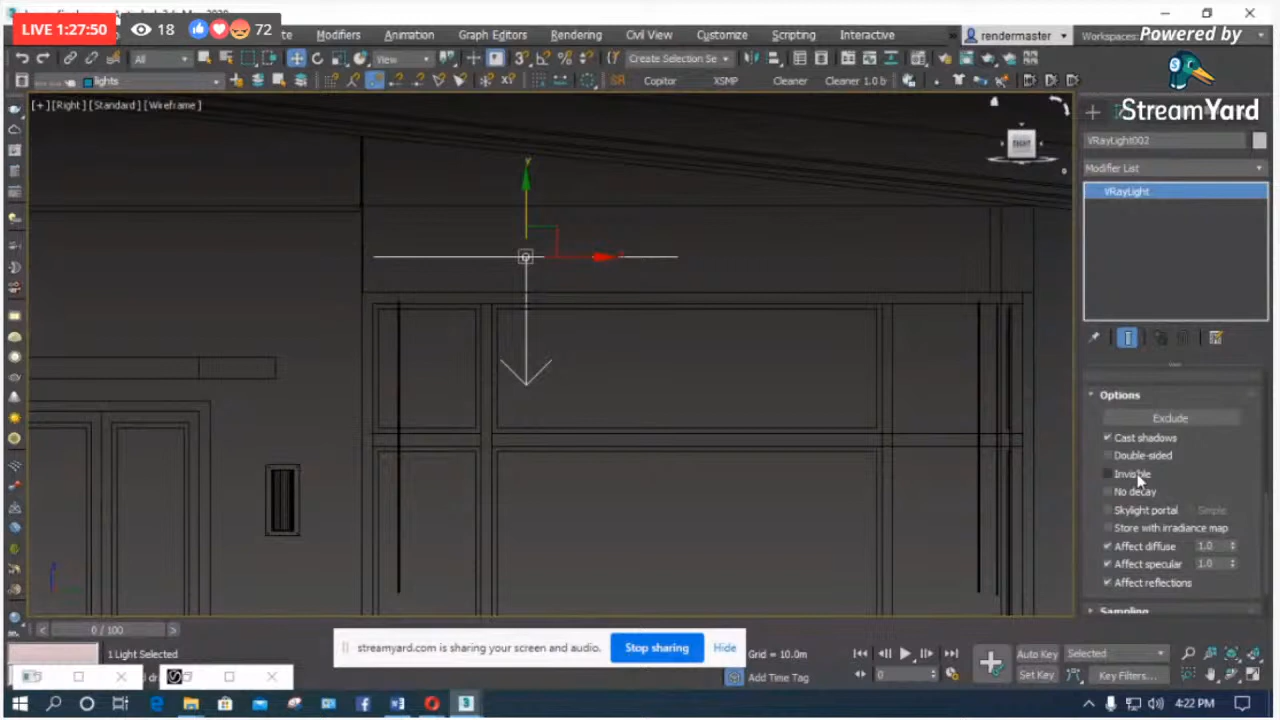 LIVE 1:27:50 18 72
Modifiers Animation Graph Editors Rendering Civil View Customize Scripting Interactive rendermaster Workspaces:
Powered by
StreamYard
All View Create Selection Se
lights Copitor XSMP Cleaner Cleaner 1.0 b
[+] [Right] [Standard] [Wireframe]
RIGHT
VRayLight002
Modifier List
VRayLight
Options
Exclude
Cast shadows
Double-sided
Invisible
No decay
Skylight portal Simple
Store with irradiance map
Affect diffuse 1.0
Affect specular 1.0
Affect reflections
Sampling
0 / 100
1 Light Selected
streamyard.com is sharing your screen and audio. Stop sharing Hide
Grid = 10.0m
Add Time Tag
0
Auto Key Selected
Set Key Key Filters...
4:22 PM